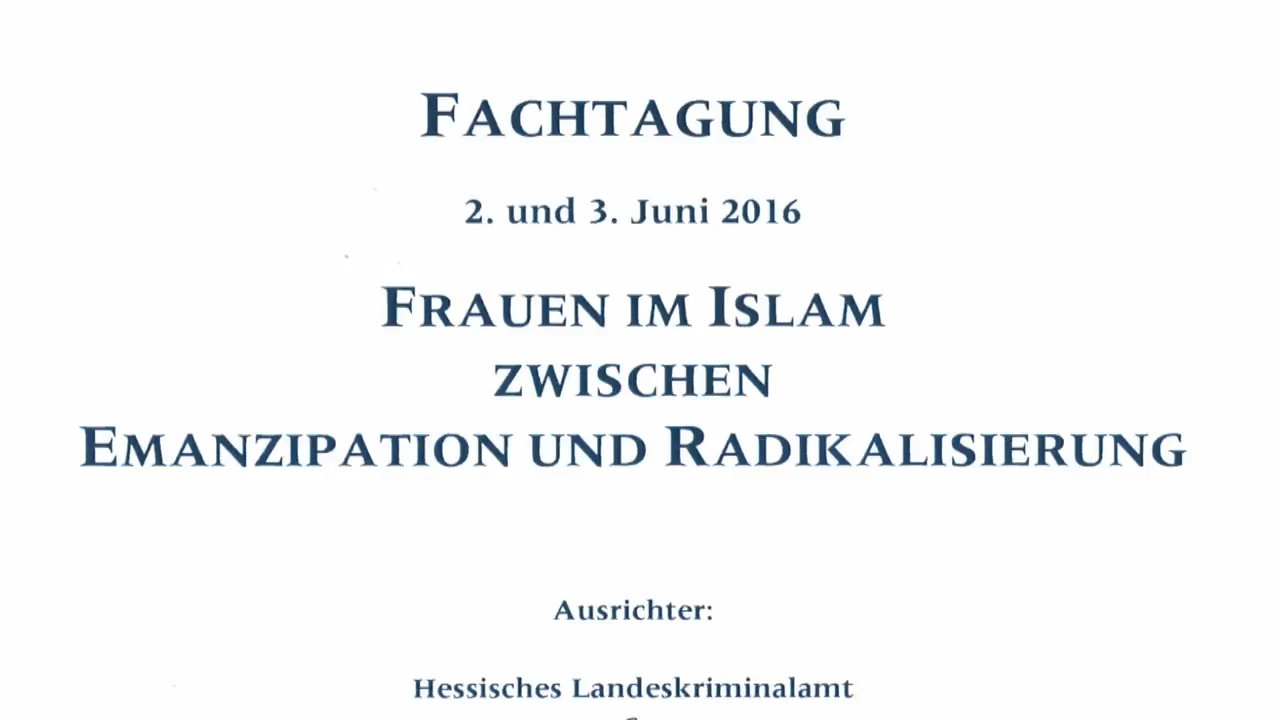 FACHTAGUNG
2. und 3. Juni 2016
FRAUEN IM ISLAM
ZWISCHEN
EMANZIPATION UND RADIKALISIERUNG
Ausrichter:
Hessisches Landeskriminalamt